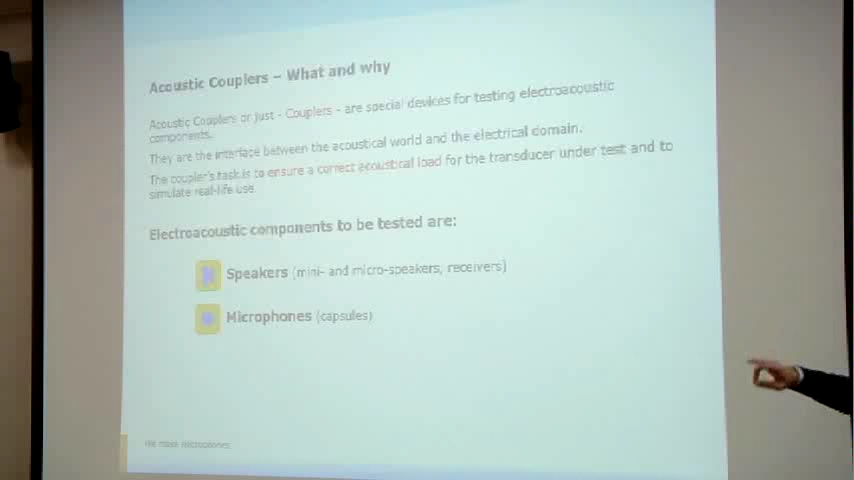 Acoustic Couplers – What and why
Acoustic Couplers or just - Couplers - are special devices for testing electroacoustic
components.
They are the interface between the acoustical world and the electrical domain.
The coupler's task is to ensure a correct acoustical load for the transducer under test and to
simulate real-life use.
Electroacoustic components to be tested are:
Speakers (mini- and micro-speakers, receivers)
Microphones (capsules)
We make microphones